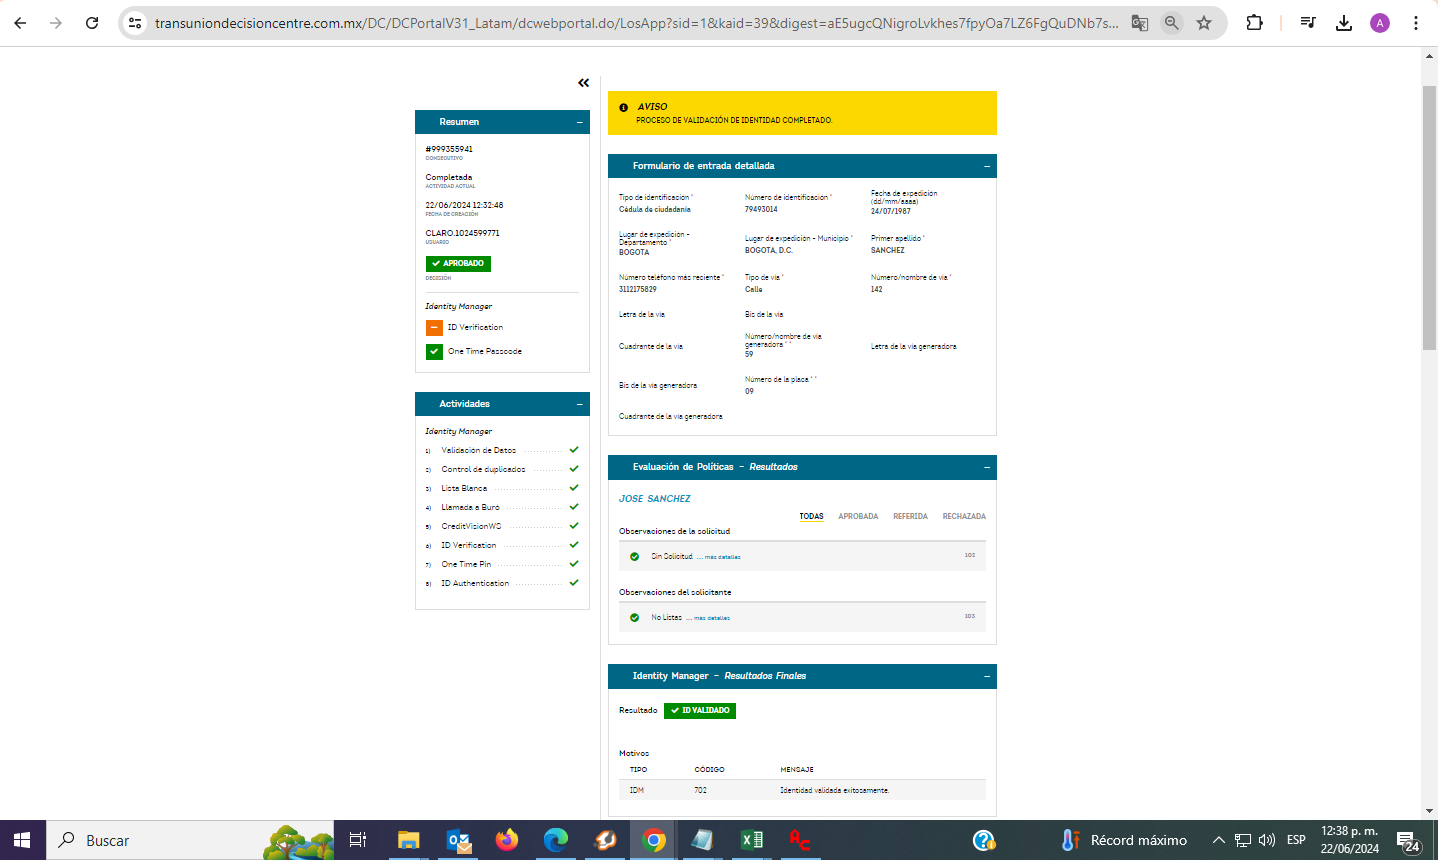 transuniondecisioncentre.com.mx/DC/DCPortalV31_Latam/dcwebportal.do/LosApp?sid=1&kaid=39&digest=aE5ugcQNigroLvkhes7fpyOa7LZ6FgQuDNb7s...
A
AVISO
PROCESO DE VALIDACIÓN DE IDENTIDAD COMPLETADO.
Resumen
#999355941
CONSECUTIVO
Completada
ACTIVIDAD ACTUAL
22/06/2024 12:32:48
FECHA DE CREACIÓN
CLARO.1024599771
USUARIO
APROBADO
DECISIÓN
Identity Manager
ID Verification
One Time Passcode
Actividades
Identity Manager
1) Validación de Datos
2) Control de duplicados
3) Lista Blanca
4) Llamada a Buró
5) CreditVisionWS
6) ID Verification
7) One Time Pin
8) ID Authentication
Formulario de entrada detallada
Tipo de identificación *
Cédula de ciudadanía
Número de identificación *
79493014
Fecha de expedición
(dd/mm/aaaa)
24/07/1987
Lugar de expedición -
Departamento *
BOGOTA
Lugar de expedición - Municipio *
BOGOTA, D.C.
Primer apellido *
SANCHEZ
Número teléfono más reciente *
3112175829
Tipo de vía *
Calle
Número/nombre de vía *
142
Letra de la vía
Bis de la vía
Cuadrante de la vía
Número/nombre de vía
generadora * *
59
Letra de la vía generadora
Bis de la vía generadora
Número de la placa * *
09
Cuadrante de la vía generadora
Evaluación de Políticas - Resultados
JOSE SANCHEZ
TODAS APROBADA REFERIDA RECHAZADA
Observaciones de la solicitud
Sin Solicitud ... más detalles 102
Observaciones del solicitante
No Listas ... más detalles 103
Identity Manager - Resultados Finales
Resultado ID VALIDADO
Motivos
TIPO CÓDIGO MENSAJE
IDM 702 Identidad validada exitosamente.
Buscar
Récord máximo
ESP
12:38 p. m.
22/06/2024
24